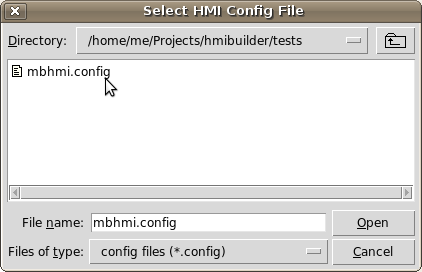 Select HMI Config File
Directory: /home/me/Projects/hmibuilder/tests
mbhmi.config
File name: mbhmi.config Open
Files of type: config files (*.config) Cancel